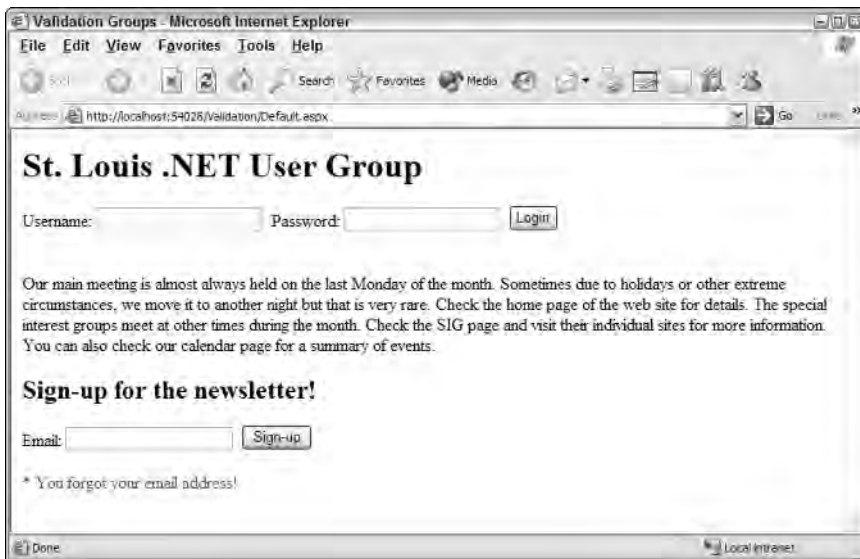 Validation Groups - Microsoft Internet Explorer
File Edit View Favorites Tools Help
Search Favorites Media
http://localhost:54026/Validation/Default.aspx Go
St. Louis .NET User Group
Username: Password: Login
Our main meeting is almost always held on the last Monday of the month. Sometimes due to holidays or other extreme
circumstances, we move it to another night but that is very rare. Check the home page of the web site for details. The special
interest groups meet at other times during the month. Check the SIG page and visit their individual sites for more information.
You can also check our calendar page for a summary of events.
Sign-up for the newsletter!
Email: Sign-up
* You forgot your email address!
Done Local intranet